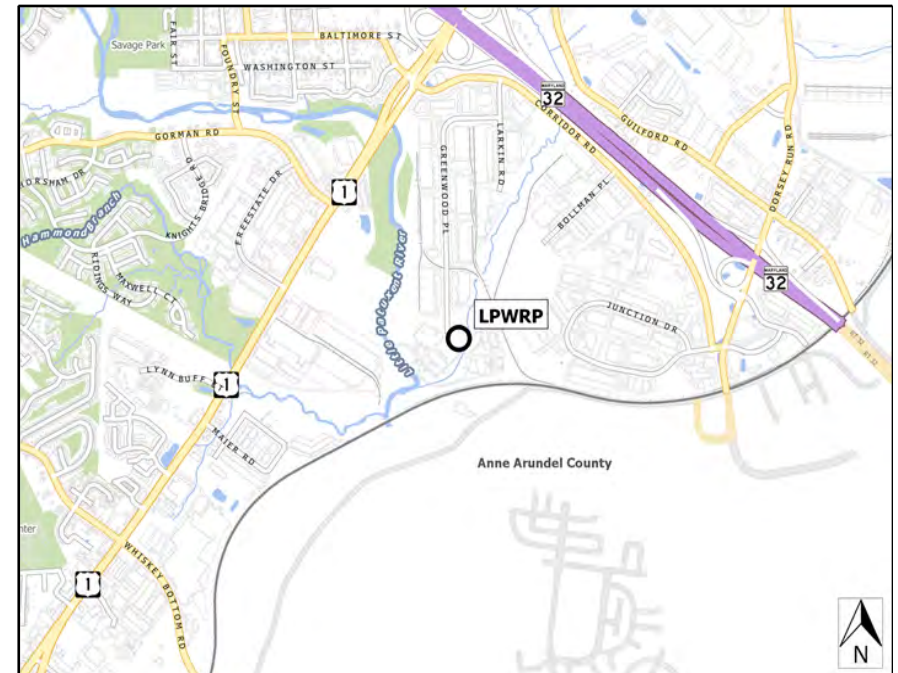 Savage Park
FAIR ST
BALTIMORE ST
FOUNDRY ST
WASHINGTON ST
MARYLAND
32
GUILFORD RD
CORRIDOR RD
GORMAN RD
GREENWOOD PL
LARKIN RD
DORSEY RUN RD
KNIGHTS BRIDGE RD
FREESTATE DR
1
BOLLMAN PL
Hammond Branch
RIDINGS WAY
MAXWELL CT
Little Patuxent River
MARYLAND
32
LPWRP
JUNCTION DR
LYNN BUFF
1
MAIER RD
Anne Arundel County
WHISKEY BOTTOM RD
1
N